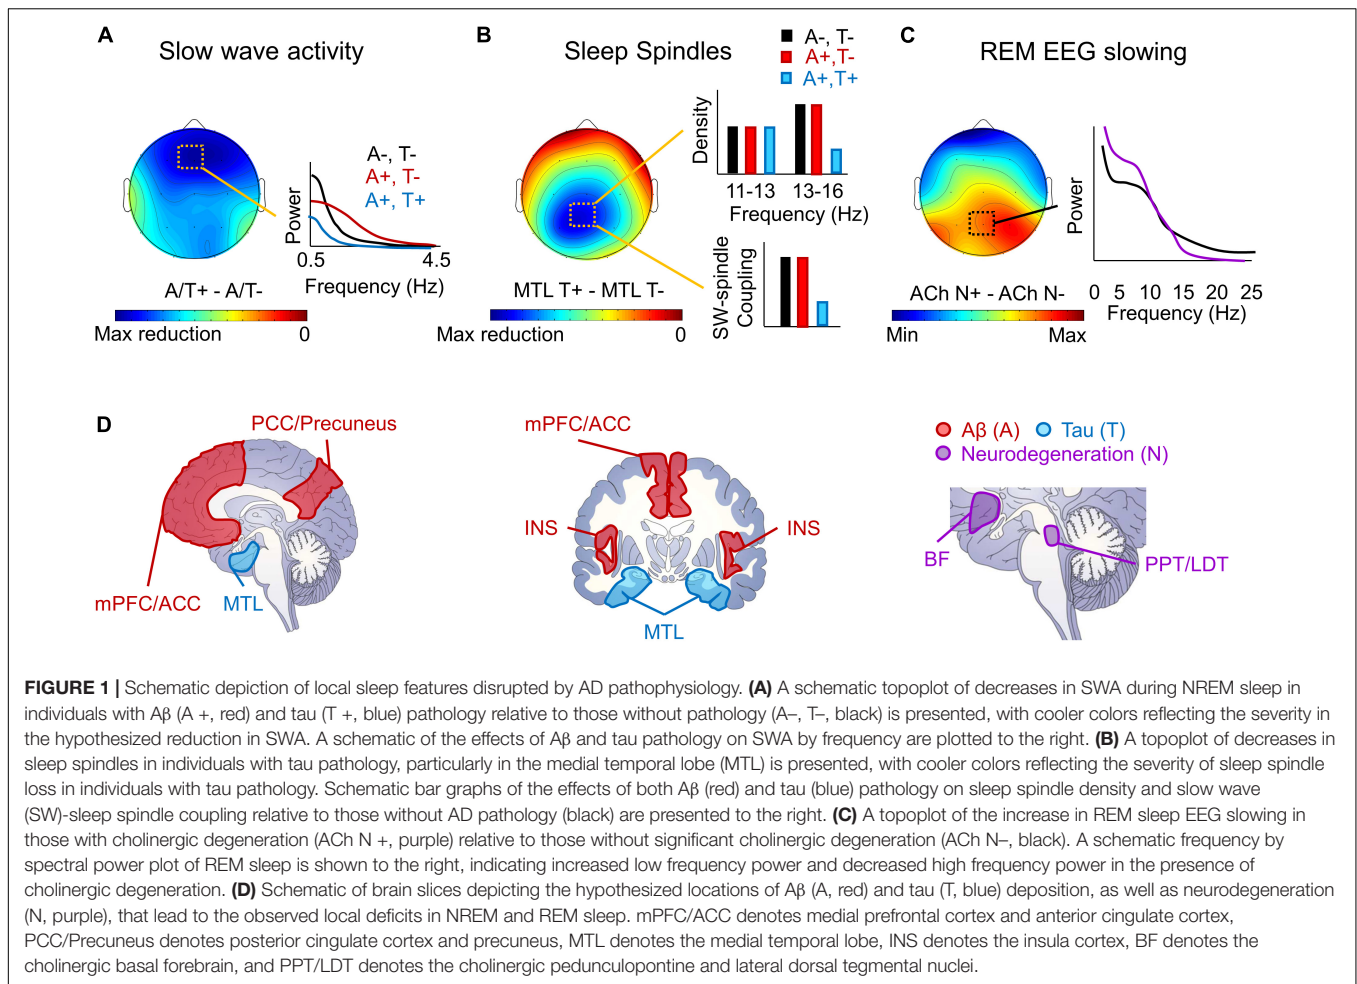 A
Slow wave activity
A-, T-
A+, T-
A+, T+
Power
0.5
4.5
Frequency (Hz)
A/T+ - A/T-
Max reduction
0
B
Sleep Spindles
A-, T-
A+,T-
A+,T+
Density
11-13
13-16
Frequency (Hz)
SW-spindle
Coupling
MTL T+ - MTL T-
Max reduction
0
C
REM EEG slowing
Power
0 5 10 15 20 25
Frequency (Hz)
ACh N+ - ACh N-
Min
Max
D
PCC/Precuneus
mPFC/ACC
MTL
mPFC/ACC
INS
INS
MTL
Aβ (A)
Tau (T)
Neurodegeneration (N)
BF
PPT/LDT
FIGURE 1 | Schematic depiction of local sleep features disrupted by AD pathophysiology. (A) A schematic topoplot of decreases in SWA during NREM sleep in
individuals with Aβ (A +, red) and tau (T +, blue) pathology relative to those without pathology (A–, T–, black) is presented, with cooler colors reflecting the severity in
the hypothesized reduction in SWA. A schematic of the effects of Aβ and tau pathology on SWA by frequency are plotted to the right. (B) A topoplot of decreases in
sleep spindles in individuals with tau pathology, particularly in the medial temporal lobe (MTL) is presented, with cooler colors reflecting the severity of sleep spindle
loss in individuals with tau pathology. Schematic bar graphs of the effects of both Aβ (red) and tau (blue) pathology on sleep spindle density and slow wave
(SW)-sleep spindle coupling relative to those without AD pathology (black) are presented to the right. (C) A topoplot of the increase in REM sleep EEG slowing in
those with cholinergic degeneration (ACh N +, purple) relative to those without significant cholinergic degeneration (ACh N–, black). A schematic frequency by
spectral power plot of REM sleep is shown to the right, indicating increased low frequency power and decreased high frequency power in the presence of
cholinergic degeneration. (D) Schematic of brain slices depicting the hypothesized locations of Aβ (A, red) and tau (T, blue) deposition, as well as neurodegeneration
(N, purple), that lead to the observed local deficits in NREM and REM sleep. mPFC/ACC denotes medial prefrontal cortex and anterior cingulate cortex,
PCC/Precuneus denotes posterior cingulate cortex and precuneus, MTL denotes the medial temporal lobe, INS denotes the insula cortex, BF denotes the
cholinergic basal forebrain, and PPT/LDT denotes the cholinergic pedunculopontine and lateral dorsal tegmental nuclei.